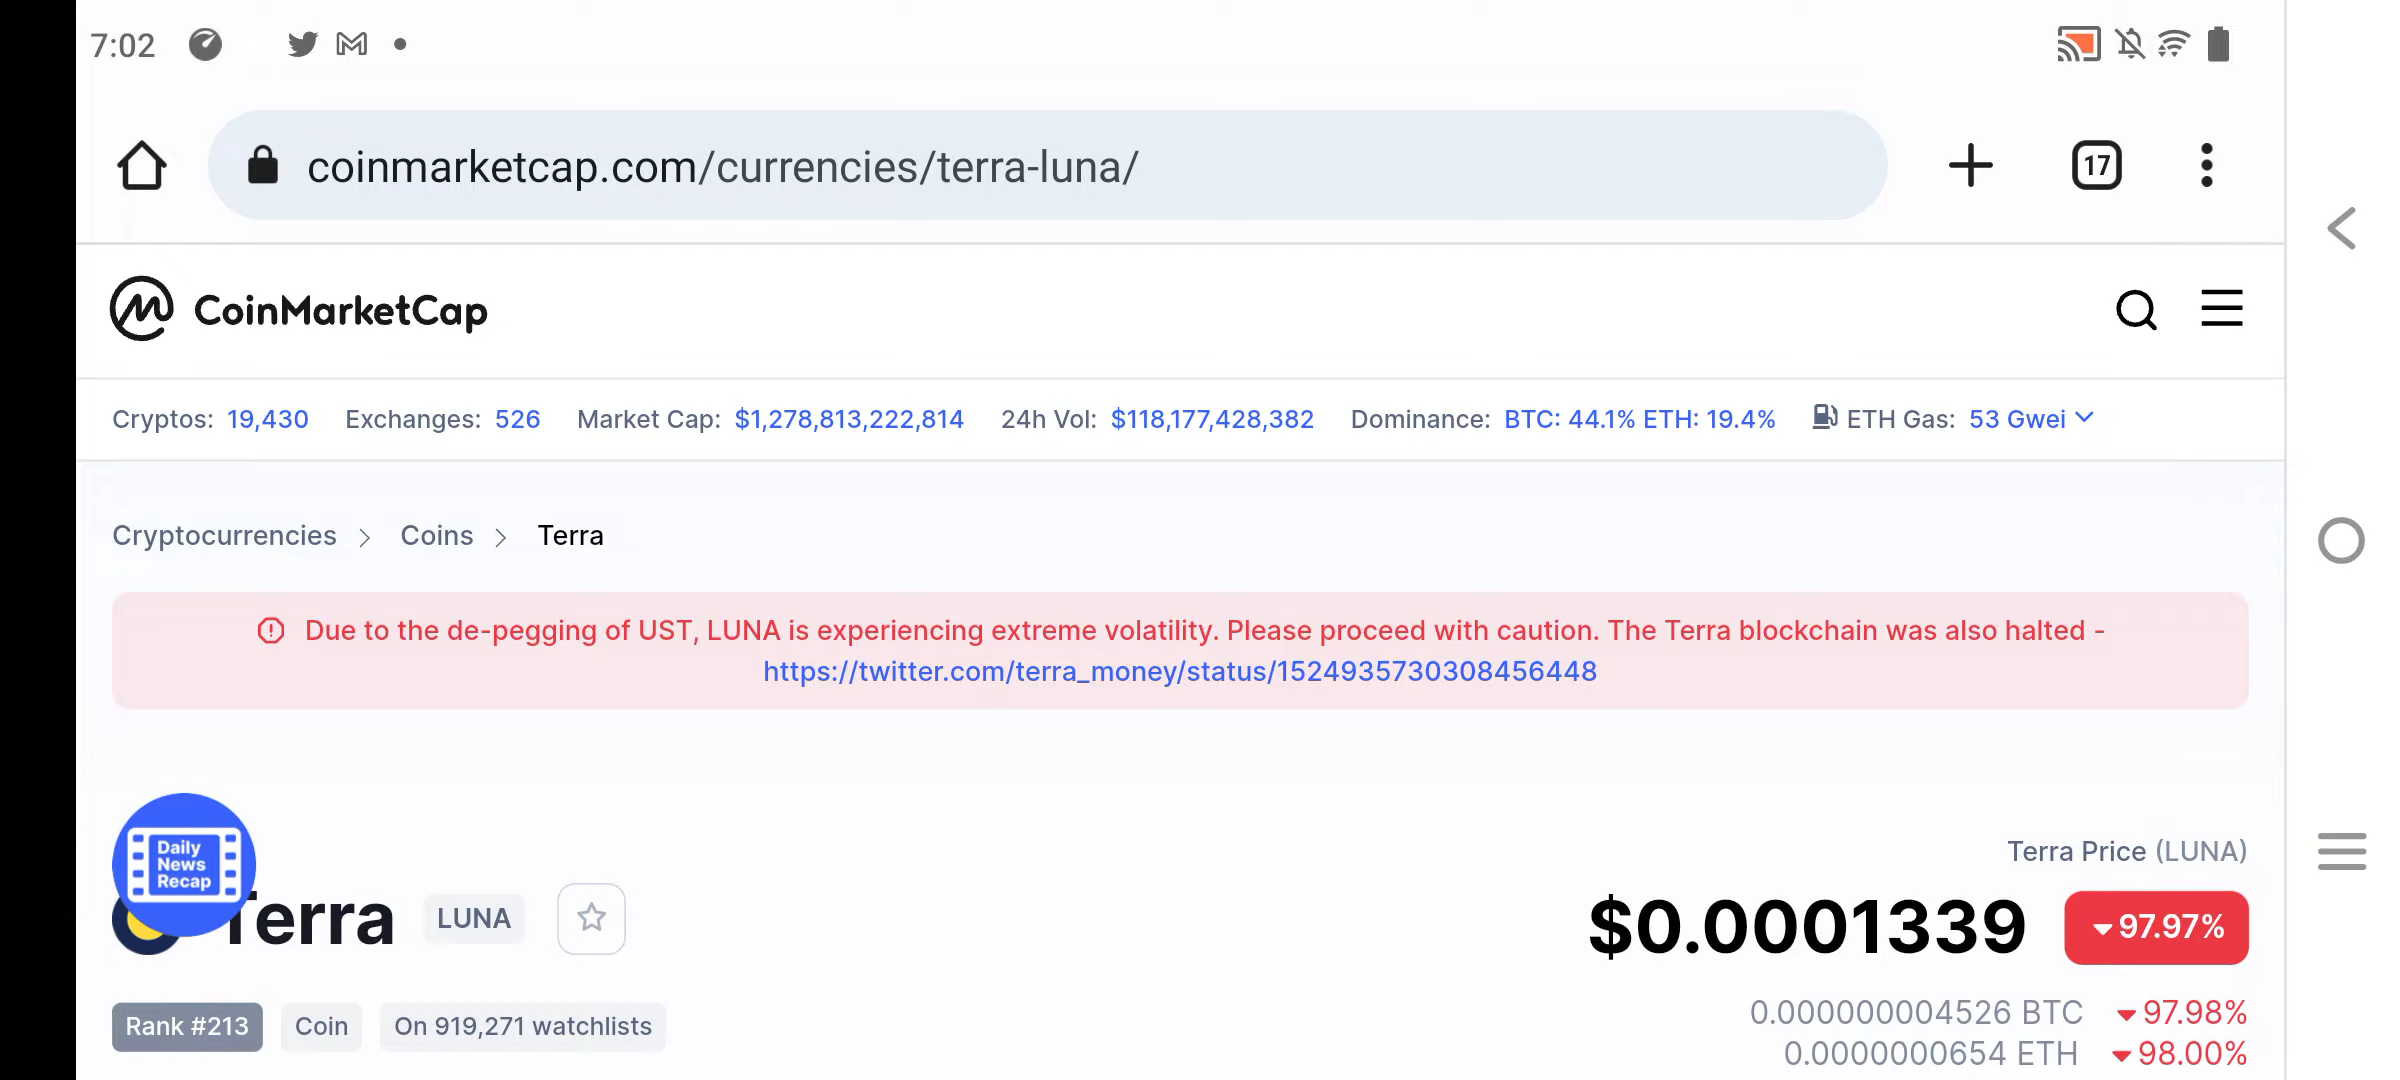 7:02
coinmarketcap.com/currencies/terra-luna/
17
CoinMarketCap
Cryptos: 19,430 Exchanges: 526 Market Cap: $1,278,813,222,814 24h Vol: $118,177,428,382 Dominance: BTC: 44.1% ETH: 19.4% ETH Gas: 53 Gwei
Cryptocurrencies > Coins > Terra
Due to the de-pegging of UST, LUNA is experiencing extreme volatility. Please proceed with caution. The Terra blockchain was also halted -
https://twitter.com/terra_money/status/1524935730308456448
Daily
News
Recap
Terra LUNA
Terra Price (LUNA)
$0.0001339 97.97%
Rank #213 Coin On 919,271 watchlists
0.000000004526 BTC 97.98%
0.0000000654 ETH 98.00%